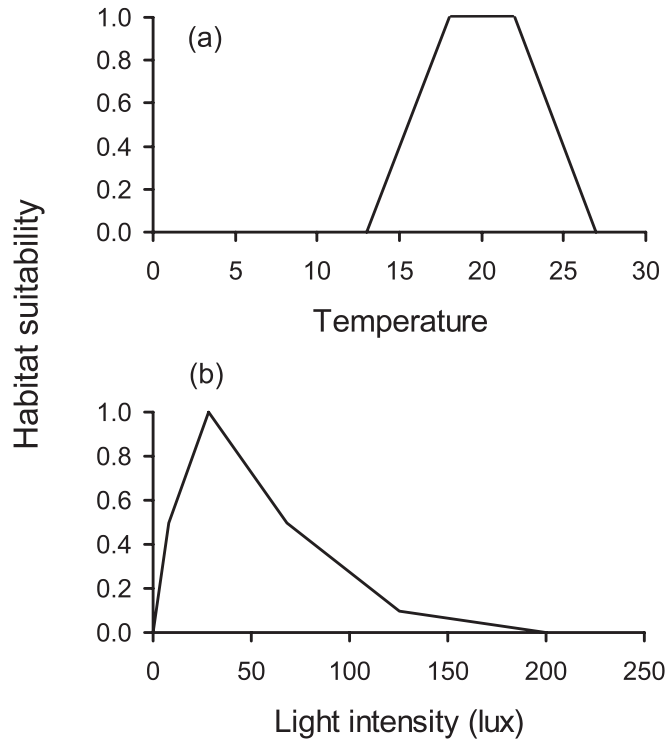 (a)
1.0
0.8
0.6
0.4
0.2
0.0
0 5 10 15 20 25 30
Temperature
Habitat suitability
(b)
1.0
0.8
0.6
0.4
0.2
0.0
0 50 100 150 200 250
Light intensity (lux)